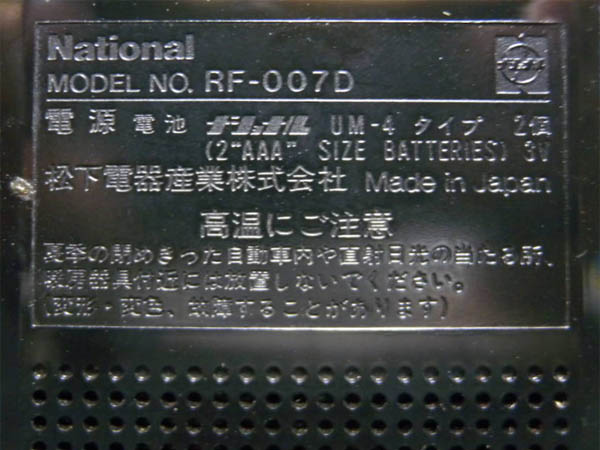 National
MODEL NO. RF-007D
電源 電池 ナショナル UM-4 タイプ 2個
(2"AAA" SIZE BATTERIES) 3V
松下電器産業株式会社 Made in Japan
高温にご注意
夏季の閉めきった自動車内や直射日光の当たる所、
暖房器具付近には放置しないでください。
(変形・変色、故障することがあります)